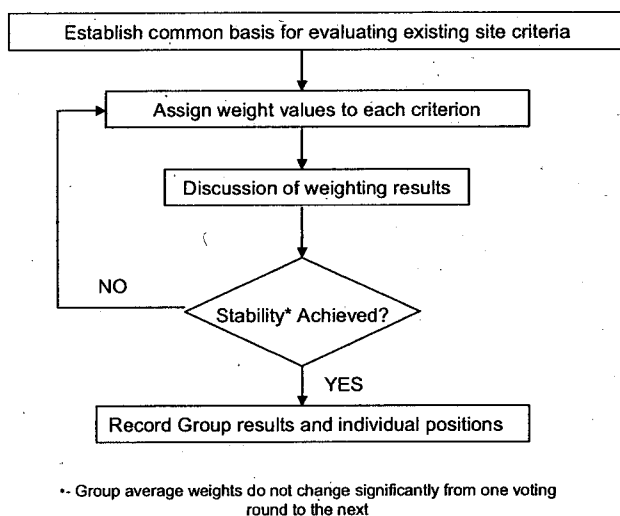 Establish common basis for evaluating existing site criteria
Assign weight values to each criterion
Discussion of weighting results
NO
Stability* Achieved?
YES
Record Group results and individual positions
•- Group average weights do not change significantly from one voting
round to the next